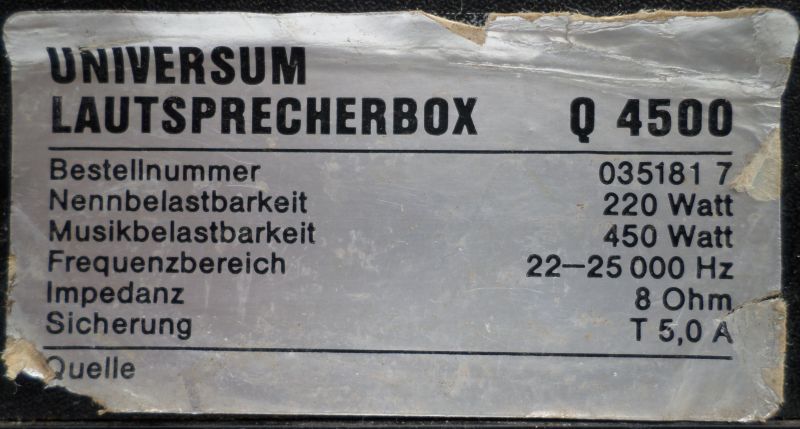 UNIVERSUM
LAUTSPRECHERBOX Q 4500
Bestellnummer 035181 7
Nennbelastbarkeit 220 Watt
Musikbelastbarkeit 450 Watt
Frequenzbereich 22–25 000 Hz
Impedanz 8 Ohm
Sicherung T 5,0 A
Quelle